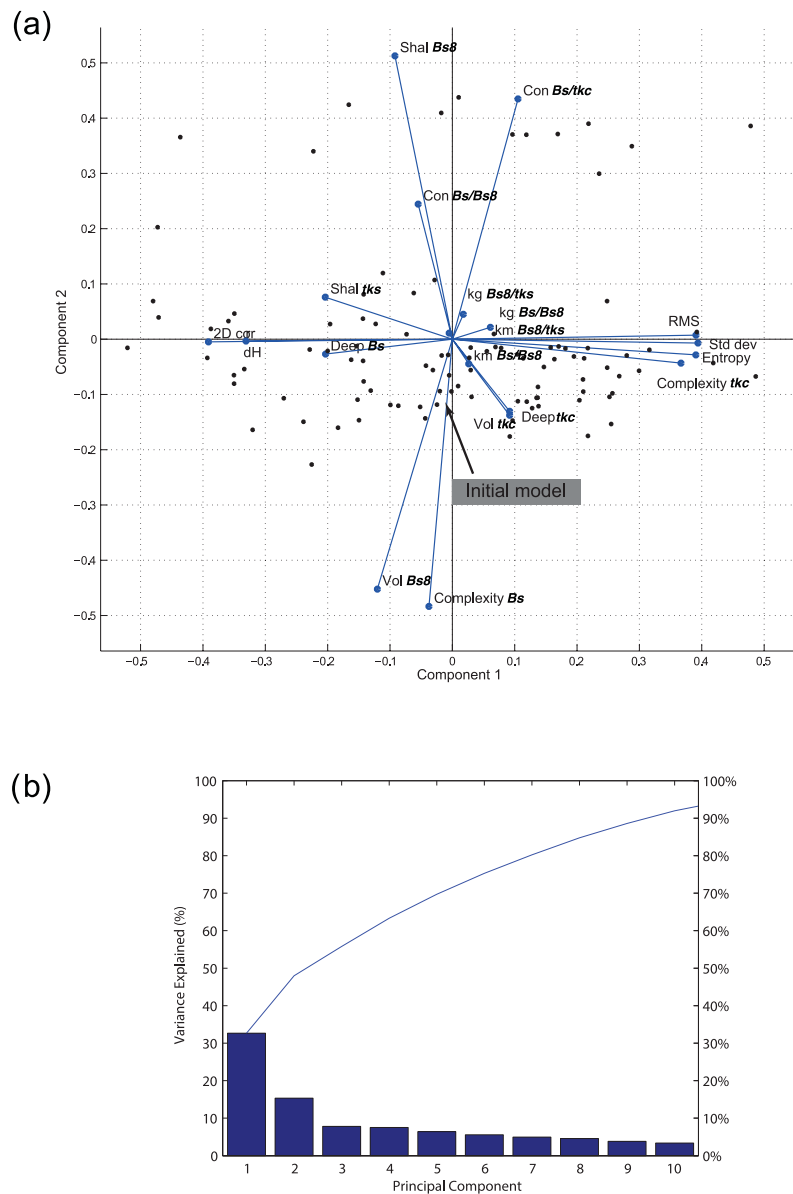 (a)
Component 2
0.5
0.4
0.3
0.2
0.1
0
−0.1
−0.2
−0.3
−0.4
−0.5
Shal Bs8
Con Bs/tkc
Con Bs/Bs8
Shal tks
kg Bs8/tks
kg Bs/Bs8
RMS
2D cor
km Bs8/tks
Std dev
dH
Deep Bs
km Bs/Bs8
Entropy
Complexity tkc
Vol tkc
Deep tkc
Initial model
Vol Bs8
Complexity Bs
−0.5 −0.4 −0.3 −0.2 −0.1 0 0.1 0.2 0.3 0.4 0.5
Component 1
(b)
Variance Explained (%)
100 100%
90 90%
80 80%
70 70%
60 60%
50 50%
40 40%
30 30%
20 20%
10 10%
0 0%
1 2 3 4 5 6 7 8 9 10
Principal Component